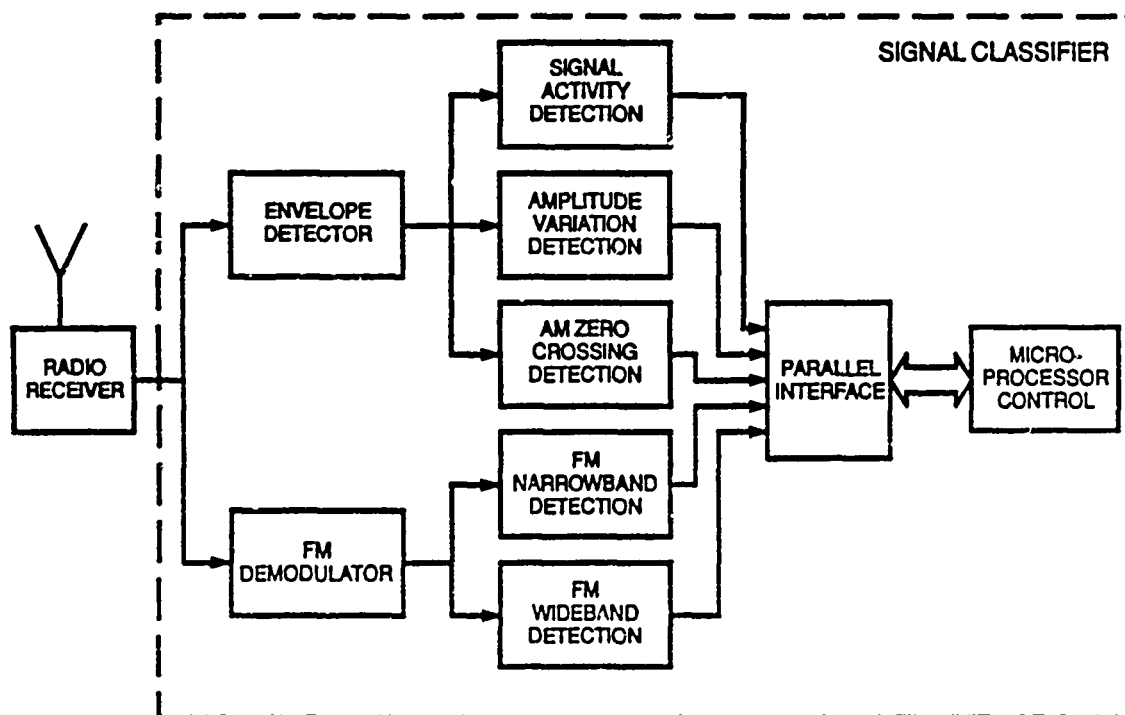 SIGNAL CLASSIFIER
SIGNAL
ACTIVITY
DETECTION
ENVELOPE
DETECTOR
AMPLITUDE
VARIATION
DETECTION
AM ZERO
CROSSING
DETECTION
RADIO
RECEIVER
PARALLEL
INTERFACE
MICRO-
PROCESSOR
CONTROL
FM
NARROWBAND
DETECTION
FM
DEMODULATOR
FM
WIDEBAND
DETECTION